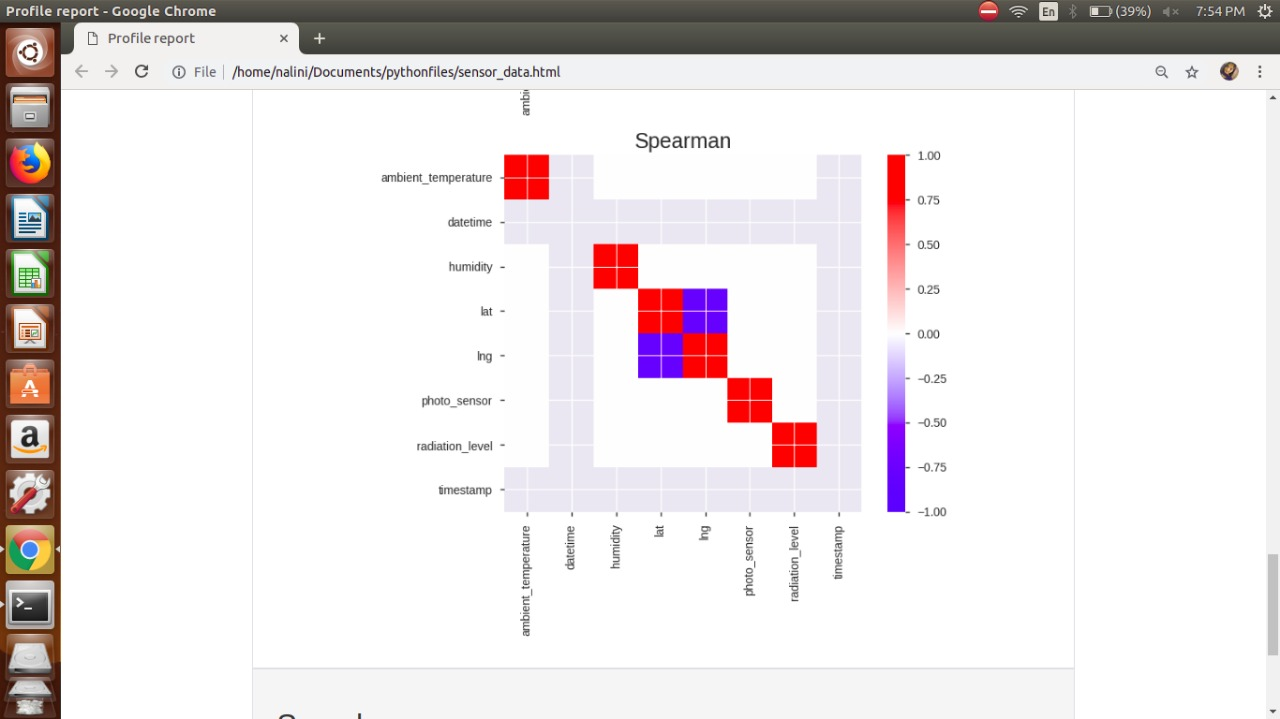 Profile report - Google Chrome
En
(39%)
7:54 PM
Profile report
File
/home/nalini/Documents/pythonfiles/sensor_data.html
Spearman
ambient_temperature
datetime
humidity
lat
lng
photo_sensor
radiation_level
timestamp
1.00
0.75
0.50
0.25
0.00
−0.25
−0.50
−0.75
−1.00
ambient_temperature
datetime
humidity
lat
lng
photo_sensor
radiation_level
timestamp